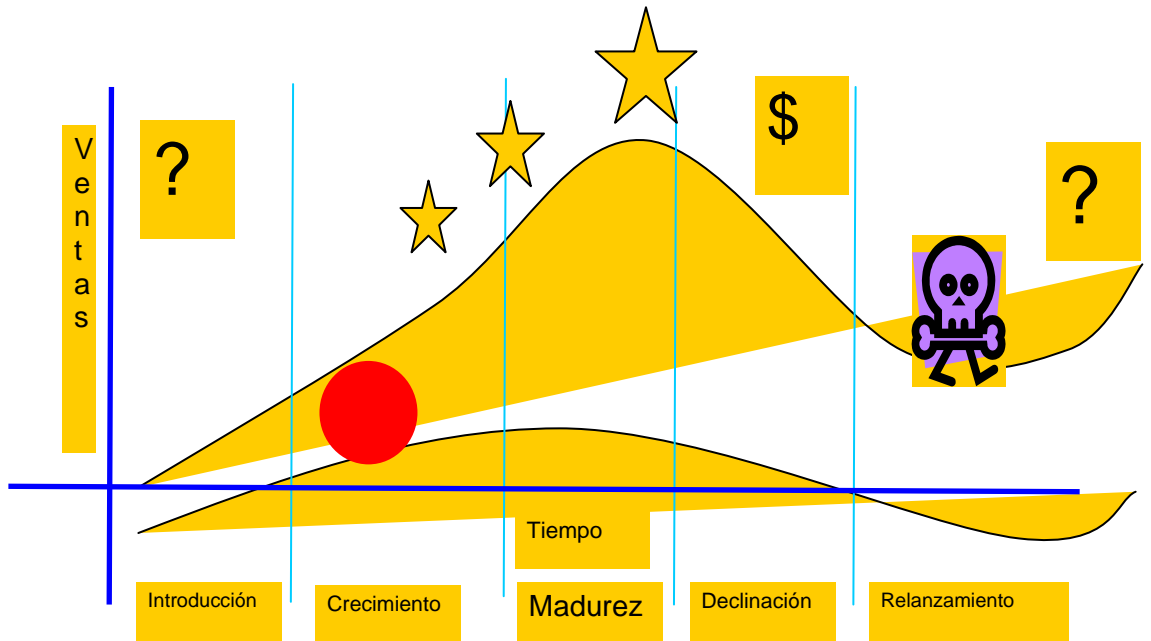 Ventas
?
$
?
Tiempo
Introducción
Crecimiento
Madurez
Declinación
Relanzamiento